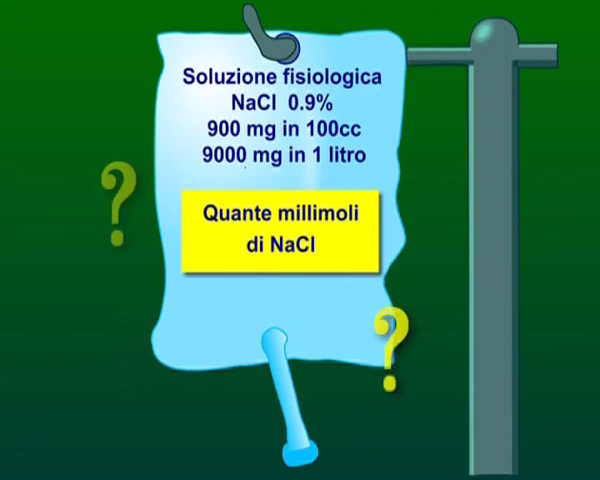 Soluzione fisiologica
NaCl 0.9%
900 mg in 100cc
9000 mg in 1 litro
Quante millimoli
di NaCl
?
?